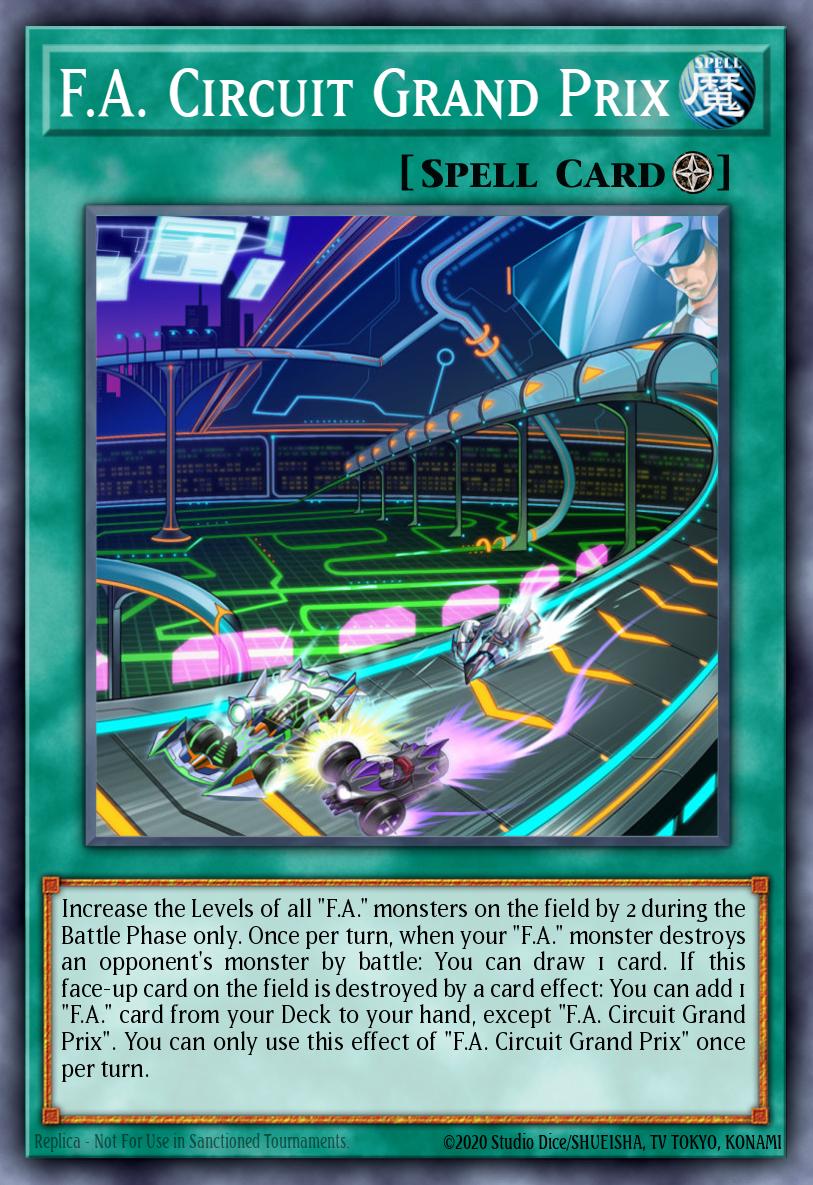 F.A. Circuit Grand Prix
SPELL
魔
[Spell Card]
Increase the Levels of all "F.A." monsters on the field by 2 during the
Battle Phase only. Once per turn, when your "F.A." monster destroys
an opponent's monster by battle: You can draw 1 card. If this
face-up card on the field is destroyed by a card effect: You can add 1
"F.A." card from your Deck to your hand, except "F.A. Circuit Grand
Prix". You can only use this effect of "F.A. Circuit Grand Prix" once
per turn.
Replica - Not For Use in Sanctioned Tournaments.
©2020 Studio Dice/SHUEISHA, TV TOKYO, KONAMI